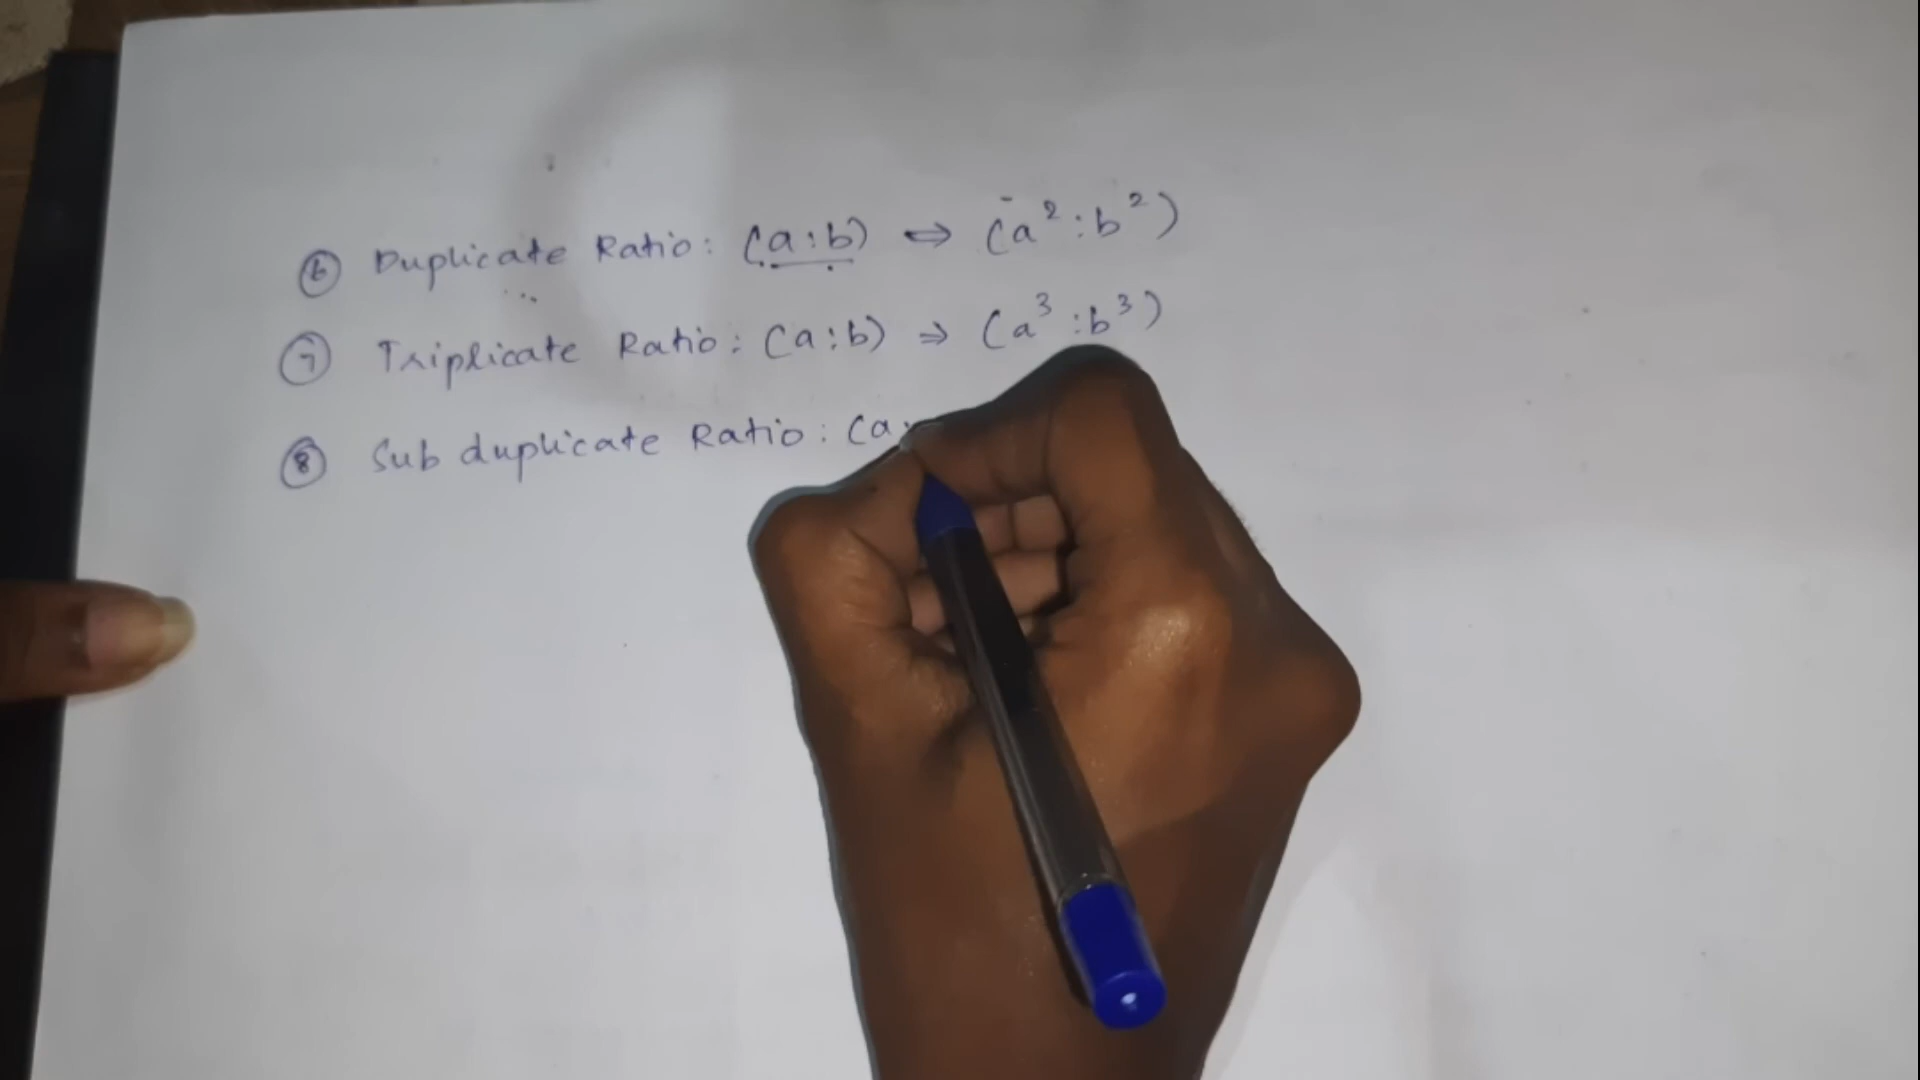 6 Duplicate Ratio: (a:b) ⇔ (a²:b²)
7 Triplicate Ratio: (a:b) ⇒ (a³:b³)
8 Sub duplicate Ratio: (a: